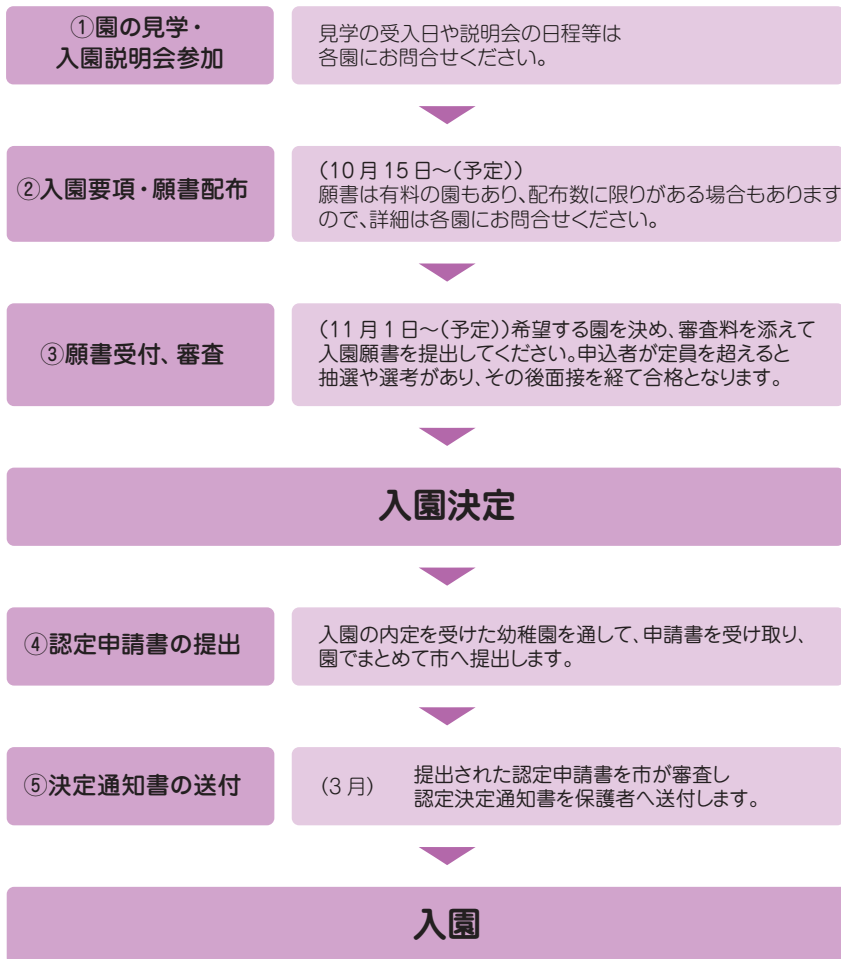 ①園の見学・
入園説明会参加
見学の受入日や説明会の日程等は
各園にお問合せください。
②入園要項・願書配布
(10月15日~(予定))
願書は有料の園もあり、配布数に限りがある場合もあります
ので、詳細は各園にお問合せください。
③願書受付、審査
(11月1日~(予定))希望する園を決め、審査料を添えて
入園願書を提出してください。申込者が定員を超えると
抽選や選考があり、その後面接を経て合格となります。
入園決定
④認定申請書の提出
入園の内定を受けた幼稚園を通して、申請書を受け取り、
園でまとめて市へ提出します。
⑤決定通知書の送付
(3月)
提出された認定申請書を市が審査し
認定決定通知書を保護者へ送付します。
入園